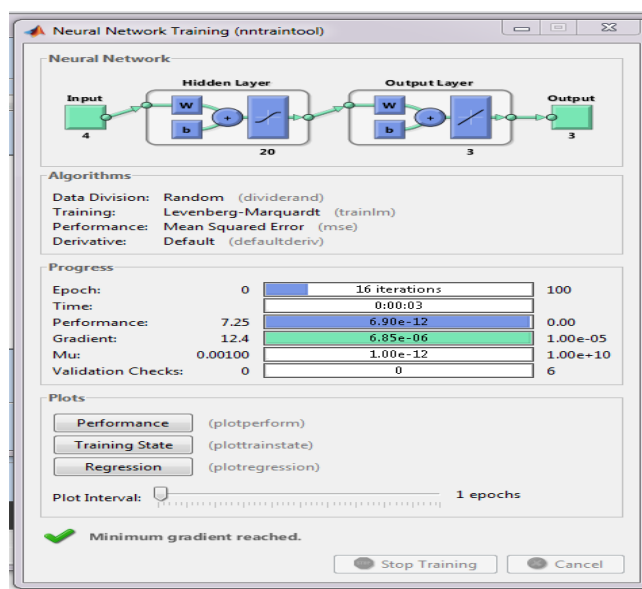 Neural Network Training (nntraintool)
Neural Network
Hidden Layer
Output Layer
Input
Output
W
b
+
W
b
+
4
20
3
3
Algorithms
Data Division: Random (dividerand)
Training: Levenberg-Marquardt (trainlm)
Performance: Mean Squared Error (mse)
Derivative: Default (defaultderiv)
Progress
Epoch: 0 16 iterations 100
Time: 0:00:03
Performance: 7.25 6.90e-12 0.00
Gradient: 12.4 6.85e-06 1.00e-05
Mu: 0.00100 1.00e-12 1.00e+10
Validation Checks: 0 0 6
Plots
Performance (plotperform)
Training State (plottrainstate)
Regression (plotregression)
Plot Interval: 1 epochs
Minimum gradient reached.
Stop Training Cancel